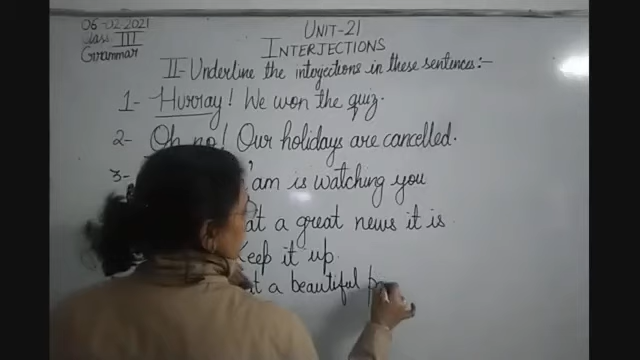 06-02-2021
Class III
Grammar
UNIT-21
INTERJECTIONS
II- Underline the interjections in these sentences:-
1- Hurray! We won the quiz.
2- Oh no! Our holidays are cancelled.
3- 'am is watching you
at a great news it is.
Keep it up.
t a beautiful p